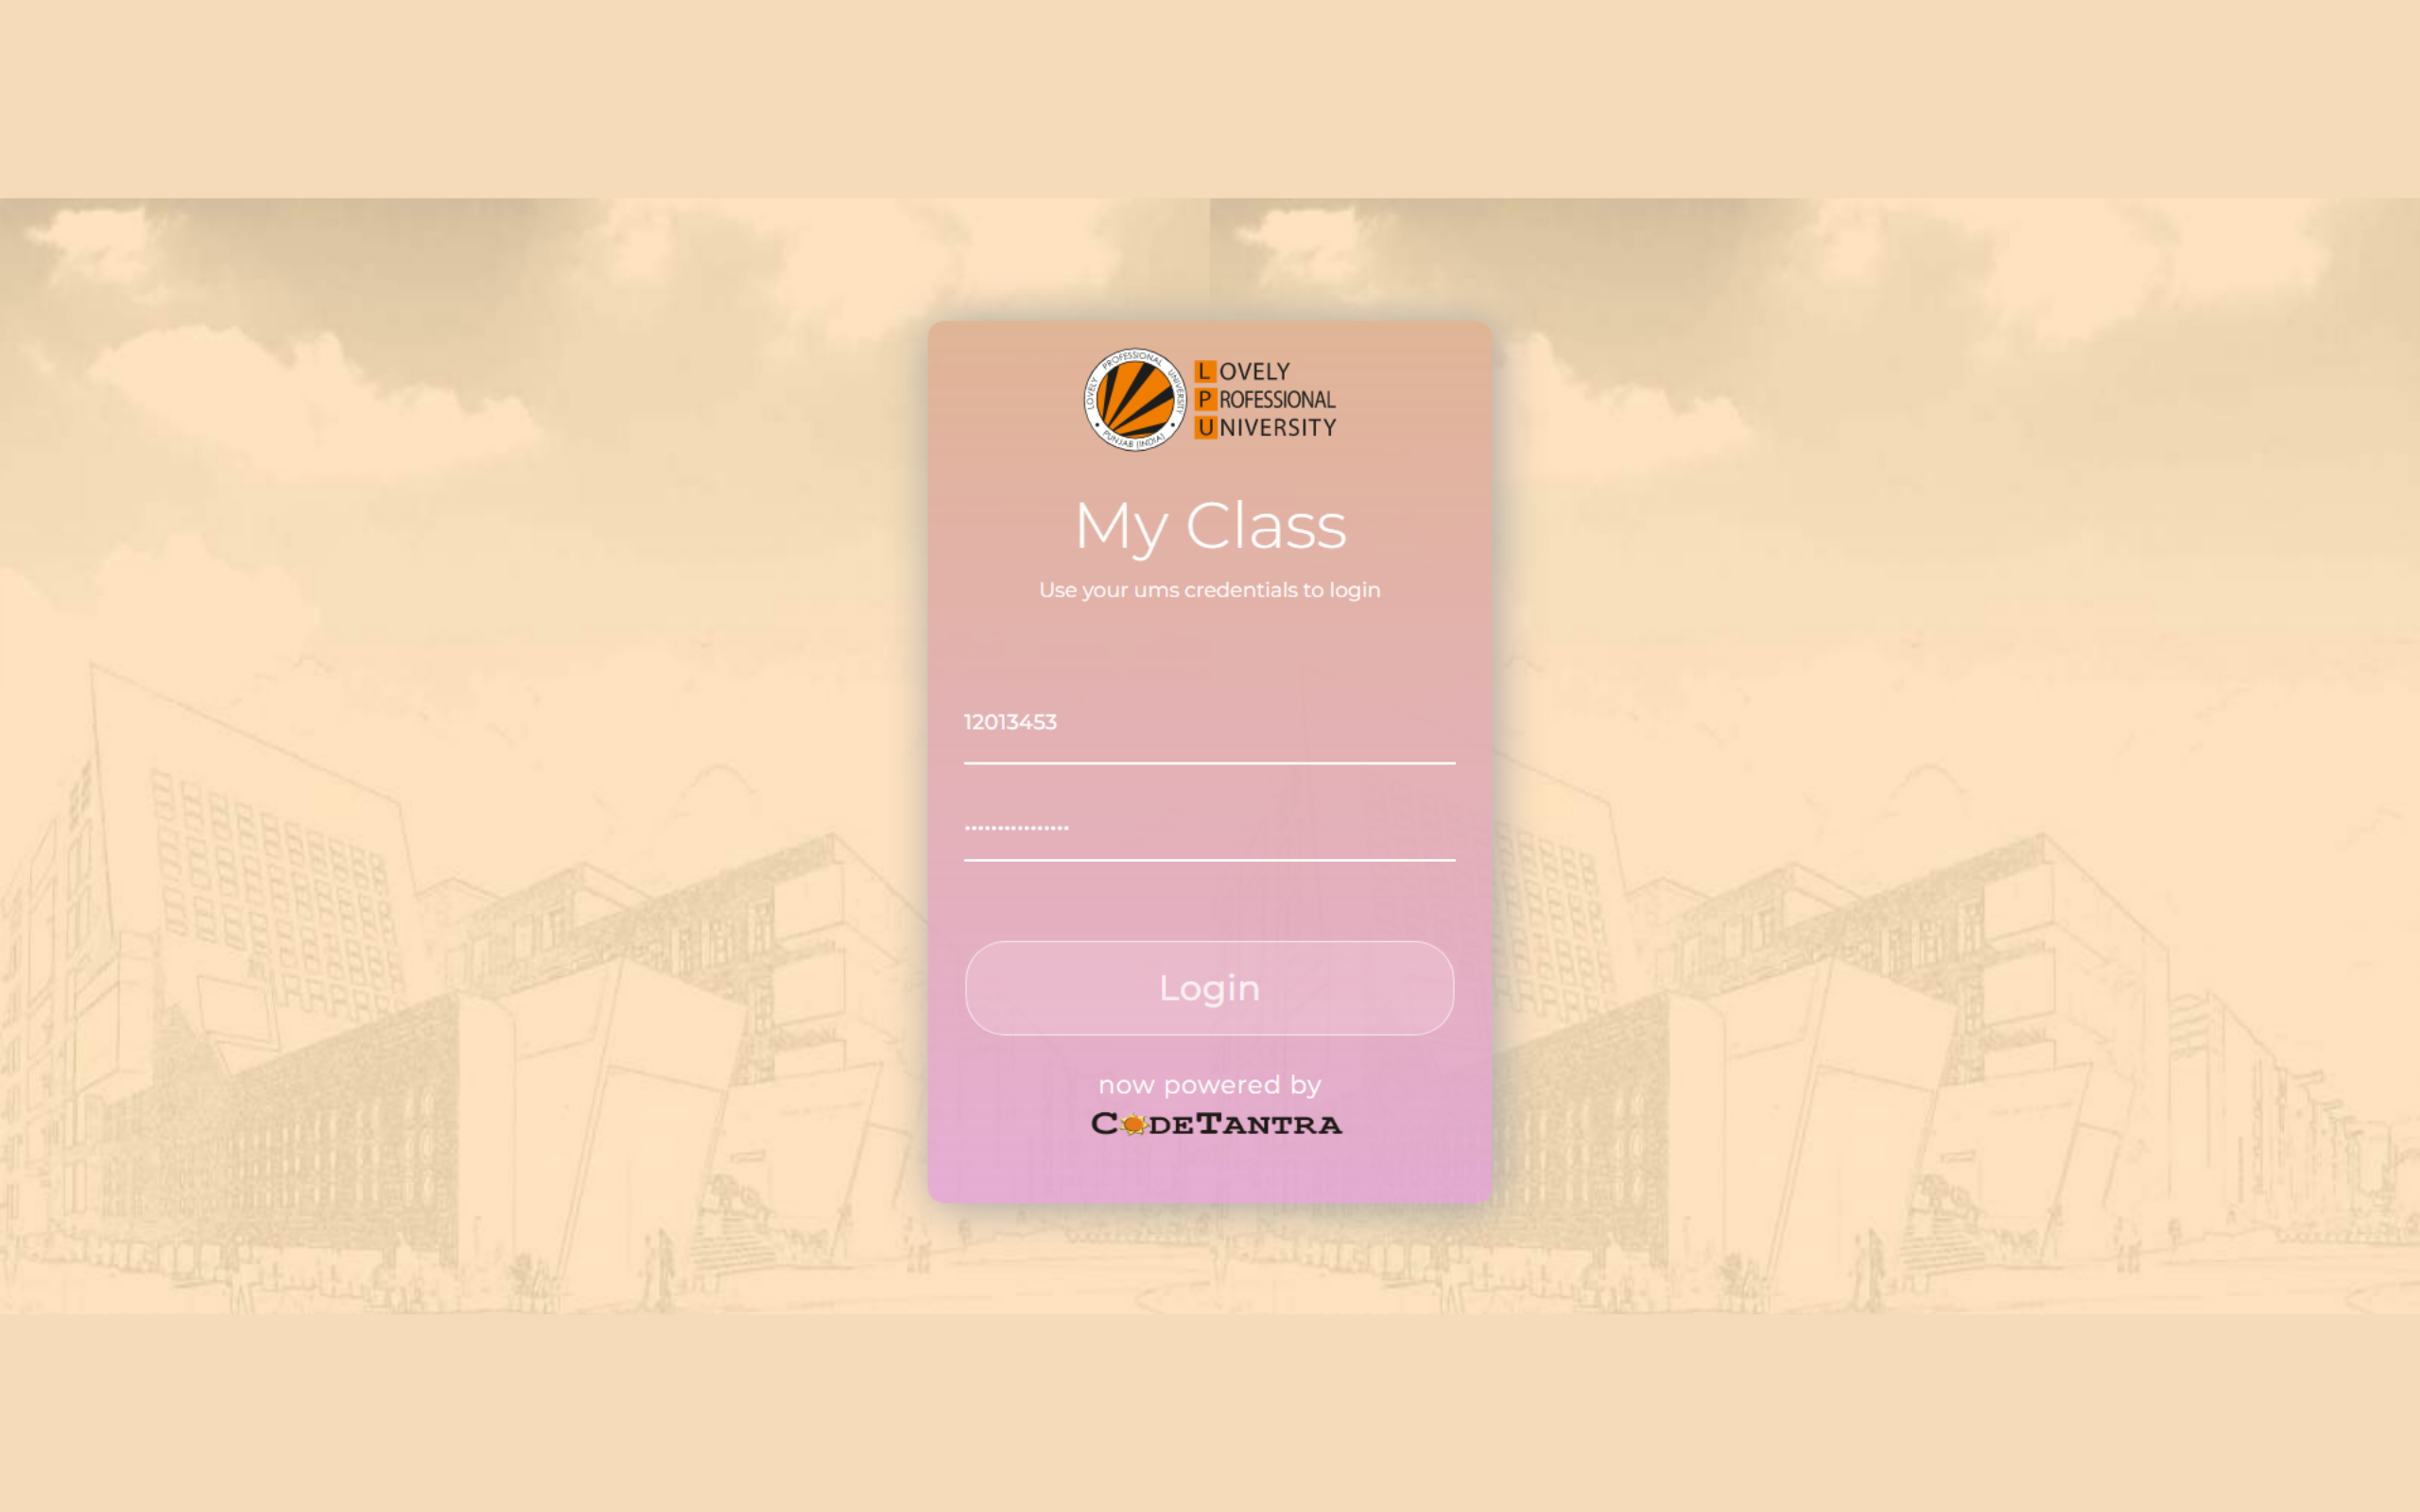 LOVELY PROFESSIONAL UNIVERSITY
PUNJAB (INDIA)
LOVELY
PROFESSIONAL
UNIVERSITY
My Class
Use your ums credentials to login
12013453
................
Login
now powered by
CODETANTRA